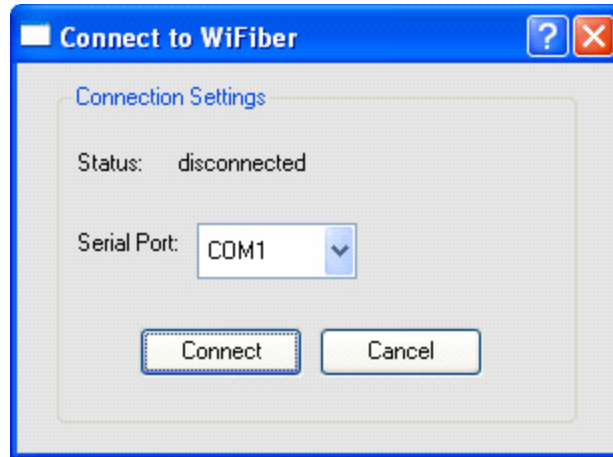 Connect to WiFiber
Connection Settings
Status: disconnected
Serial Port: COM1
Connect Cancel